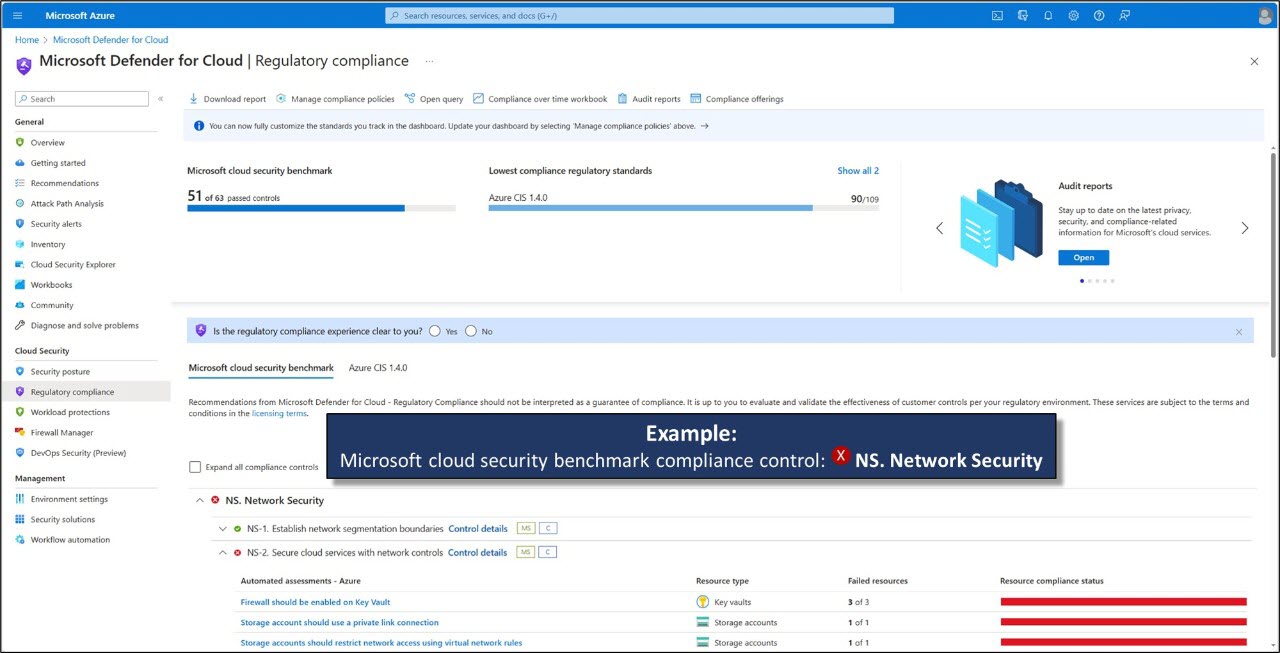 Microsoft Azure
Search resources, services, and docs (G+/)
Home > Microsoft Defender for Cloud
Microsoft Defender for Cloud | Regulatory compliance ...
Search
«
Download report
Manage compliance policies
Open query
Compliance over time workbook
Audit reports
Compliance offerings
General
Overview
Getting started
Recommendations
Attack Path Analysis
Security alerts
Inventory
Cloud Security Explorer
Workbooks
Community
Diagnose and solve problems
Cloud Security
Security posture
Regulatory compliance
Workload protections
Firewall Manager
DevOps Security (Preview)
Management
Environment settings
Security solutions
Workflow automation
You can now fully customize the standards you track in the dashboard. Update your dashboard by selecting 'Manage compliance policies' above. →
Microsoft cloud security benchmark
51 of 63 passed controls
Lowest compliance regulatory standards
Show all 2
Azure CIS 1.4.0
90/109
Audit reports
Stay up to date on the latest privacy,
security, and compliance-related
information for Microsoft's cloud services.
Open
Is the regulatory compliance experience clear to you? Yes No
Microsoft cloud security benchmark
Azure CIS 1.4.0
Recommendations from Microsoft Defender for Cloud - Regulatory Compliance should not be interpreted as a guarantee of compliance. It is up to you to evaluate and validate the effectiveness of customer controls per your regulatory environment. These services are subject to the terms and
conditions in the licensing terms.
Example:
Microsoft cloud security benchmark compliance control: X NS. Network Security
Expand all compliance controls
NS. Network Security
NS-1. Establish network segmentation boundaries Control details MS C
NS-2. Secure cloud services with network controls Control details MS C
Automated assessments - Azure Resource type Failed resources Resource compliance status
Firewall should be enabled on Key Vault Key vaults 3 of 3
Storage account should use a private link connection Storage accounts 1 of 1
Storage accounts should restrict network access using virtual network rules Storage accounts 1 of 1